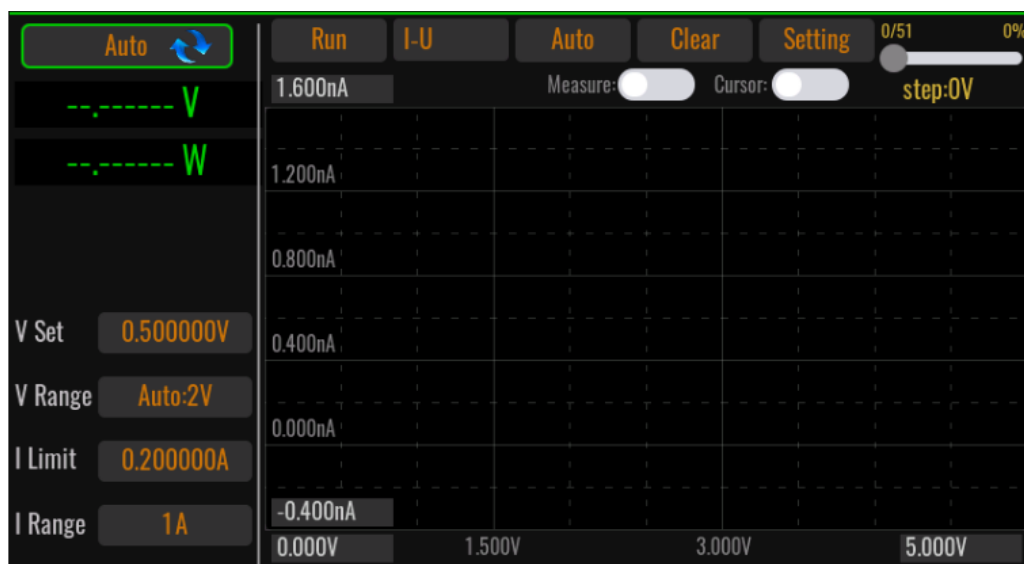 Auto
--.------ V
--.------ W
V Set 0.500000V
V Range Auto:2V
I Limit 0.200000A
I Range 1A
Run I-U Auto Clear Setting 0/51 0%
1.600nA Measure: Cursor: step:0V
1.200nA
0.800nA
0.400nA
0.000nA
-0.400nA
0.000V 1.500V 3.000V 5.000V